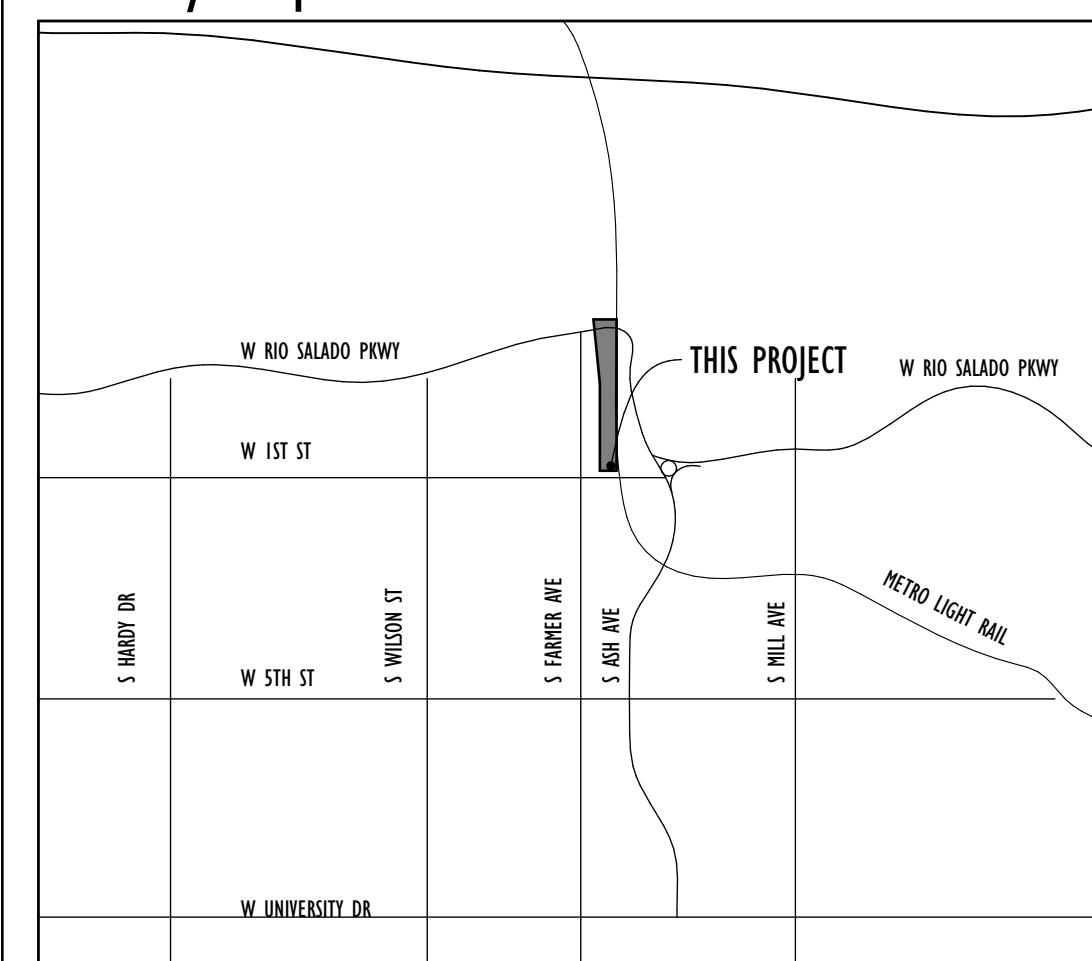 W RIO SALADO PKWY
THIS PROJECT
W RIO SALADO PKWY
W 1ST ST
METRO LIGHT RAIL
S HARDY DR
S WILSON ST
S FARMER AVE
S ASH AVE
S MILL AVE
W 5TH ST
W UNIVERSITY DR